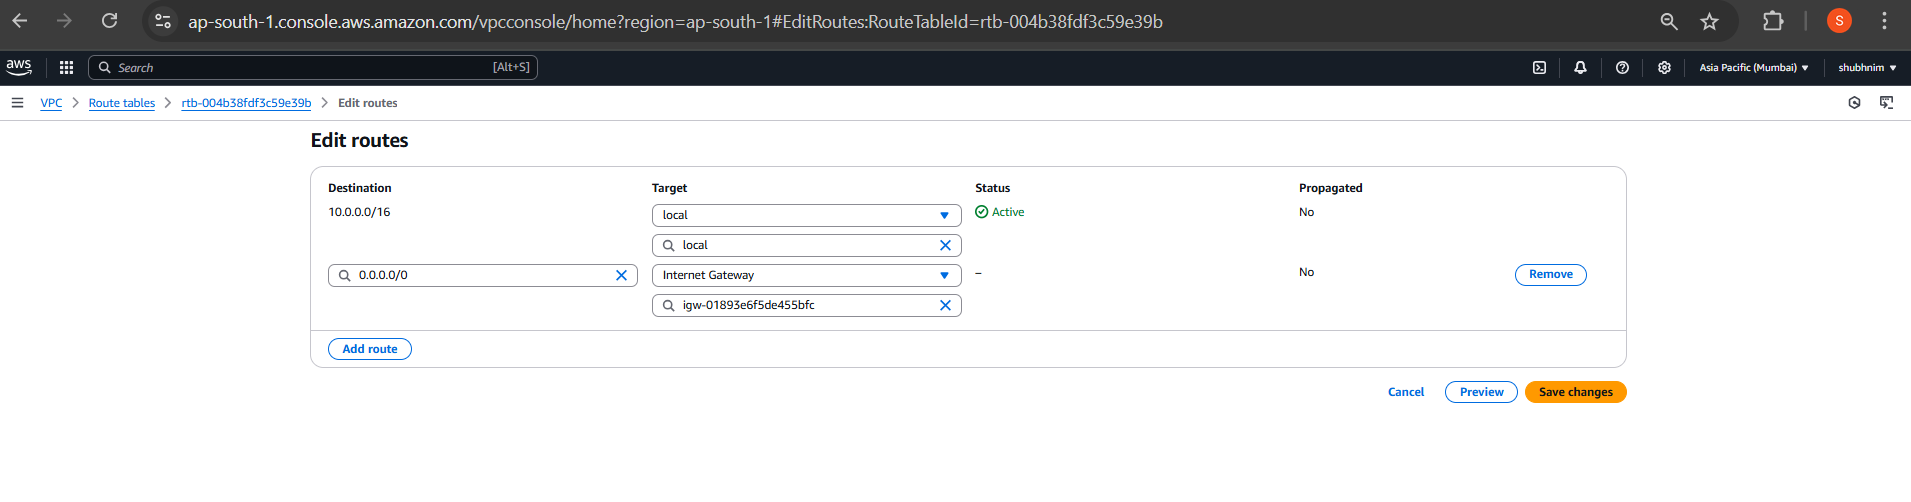 ap-south-1.console.aws.amazon.com/vpcconsole/home?region=ap-south-1#EditRoutes:RouteTableId=rtb-004b38fdf3c59e39b
S
aws
Search
[Alt+S]
Asia Pacific (Mumbai)
shubhnim
VPC
Route tables
rtb-004b38fdf3c59e39b
Edit routes
Edit routes
Destination Target Status Propagated
10.0.0.0/16 local Active No
local
0.0.0.0/0 Internet Gateway – No Remove
igw-01893e6f5de455bfc
Add route
Cancel Preview Save changes